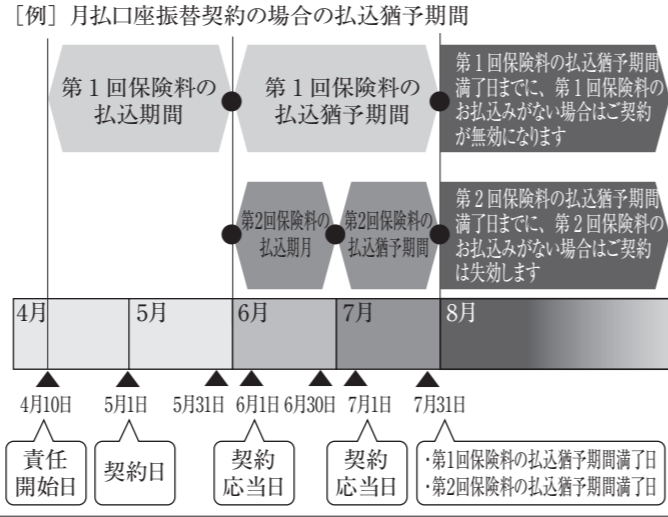 ［例］月払口座振替契約の場合の払込猶予期間
第1回保険料の
払込期間
第1回保険料の
払込猶予期間
第1回保険料の払込猶予期間
満了日までに、第1回保険料の
お払込みがない場合はご契約
が無効になります
第2回保険料の
払込期月
第2回保険料の
払込猶予期間
第2回保険料の払込猶予期間
満了日までに、第2回保険料の
お払込みがない場合はご契約
は失効します
4月 5月 6月 7月 8月
4月10日 5月1日 5月31日 6月1日 6月30日 7月1日 7月31日
責任
開始日
契約日
契約
応当日
契約
応当日
・第1回保険料の払込猶予期間満了日
・第2回保険料の払込猶予期間満了日